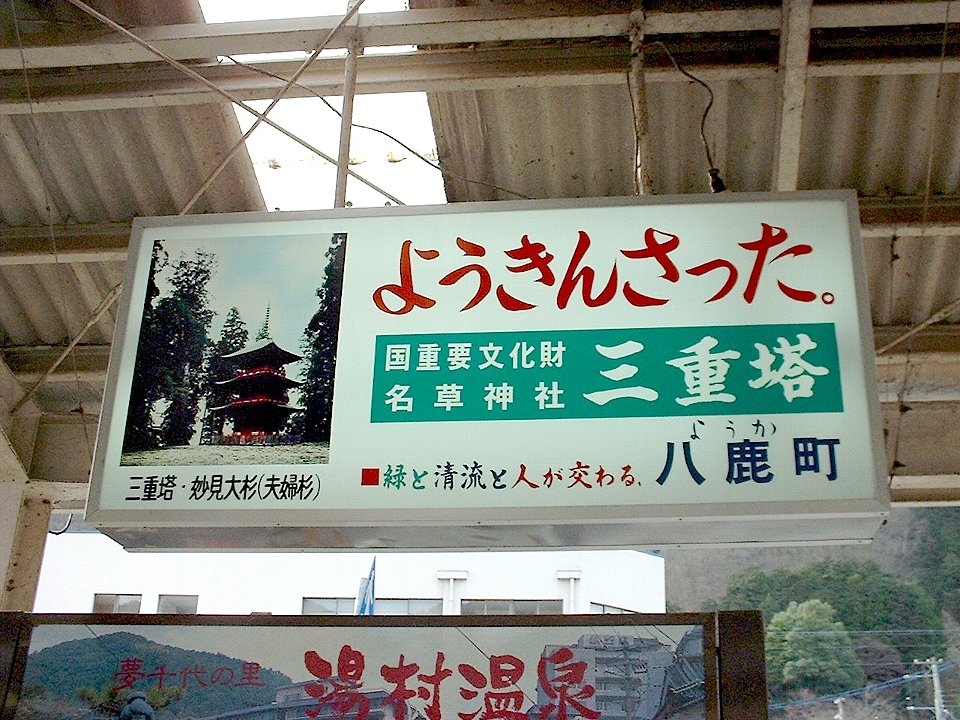 ようきんさった。
国重要文化財
名草神社
三重塔
ようか
■緑と清流と人が交わる、八鹿町
三重塔・妙見大杉(夫婦杉)
夢千代の里
湯村温泉